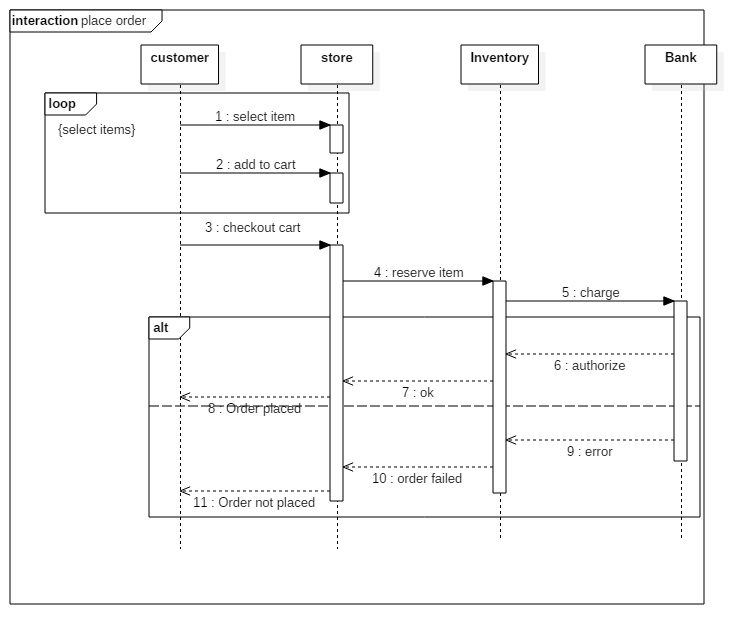 interaction place order
customer
store
Inventory
Bank
loop
{select items}
1 : select item
2 : add to cart
3 : checkout cart
4 : reserve item
5 : charge
alt
6 : authorize
7 : ok
8 : Order placed
9 : error
10 : order failed
11 : Order not placed